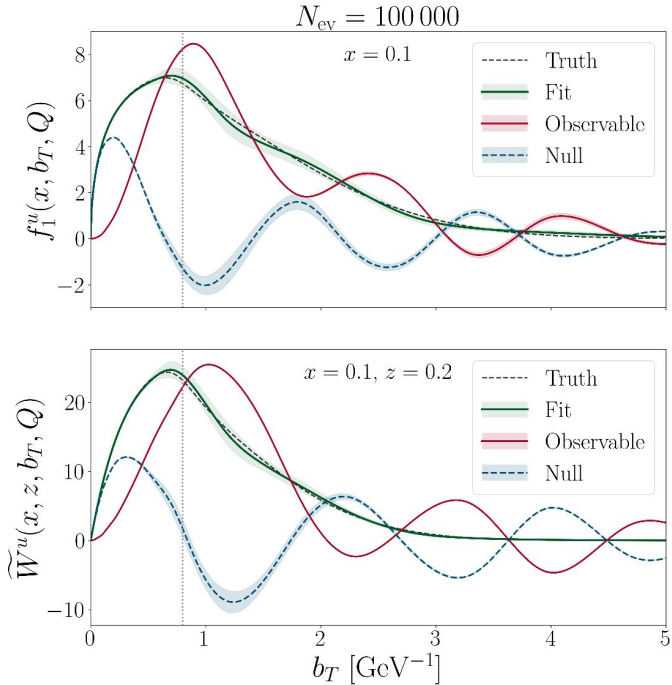 N_ev = 100 000
x = 0.1
Truth
Fit
Observable
Null
f_1^u(x, b_T, Q)
8
6
4
2
0
−2
x = 0.1, z = 0.2
Truth
Fit
Observable
Null
W̃^u(x, z, b_T, Q)
20
10
0
−10
0
1
2
3
4
5
b_T [GeV^−1]